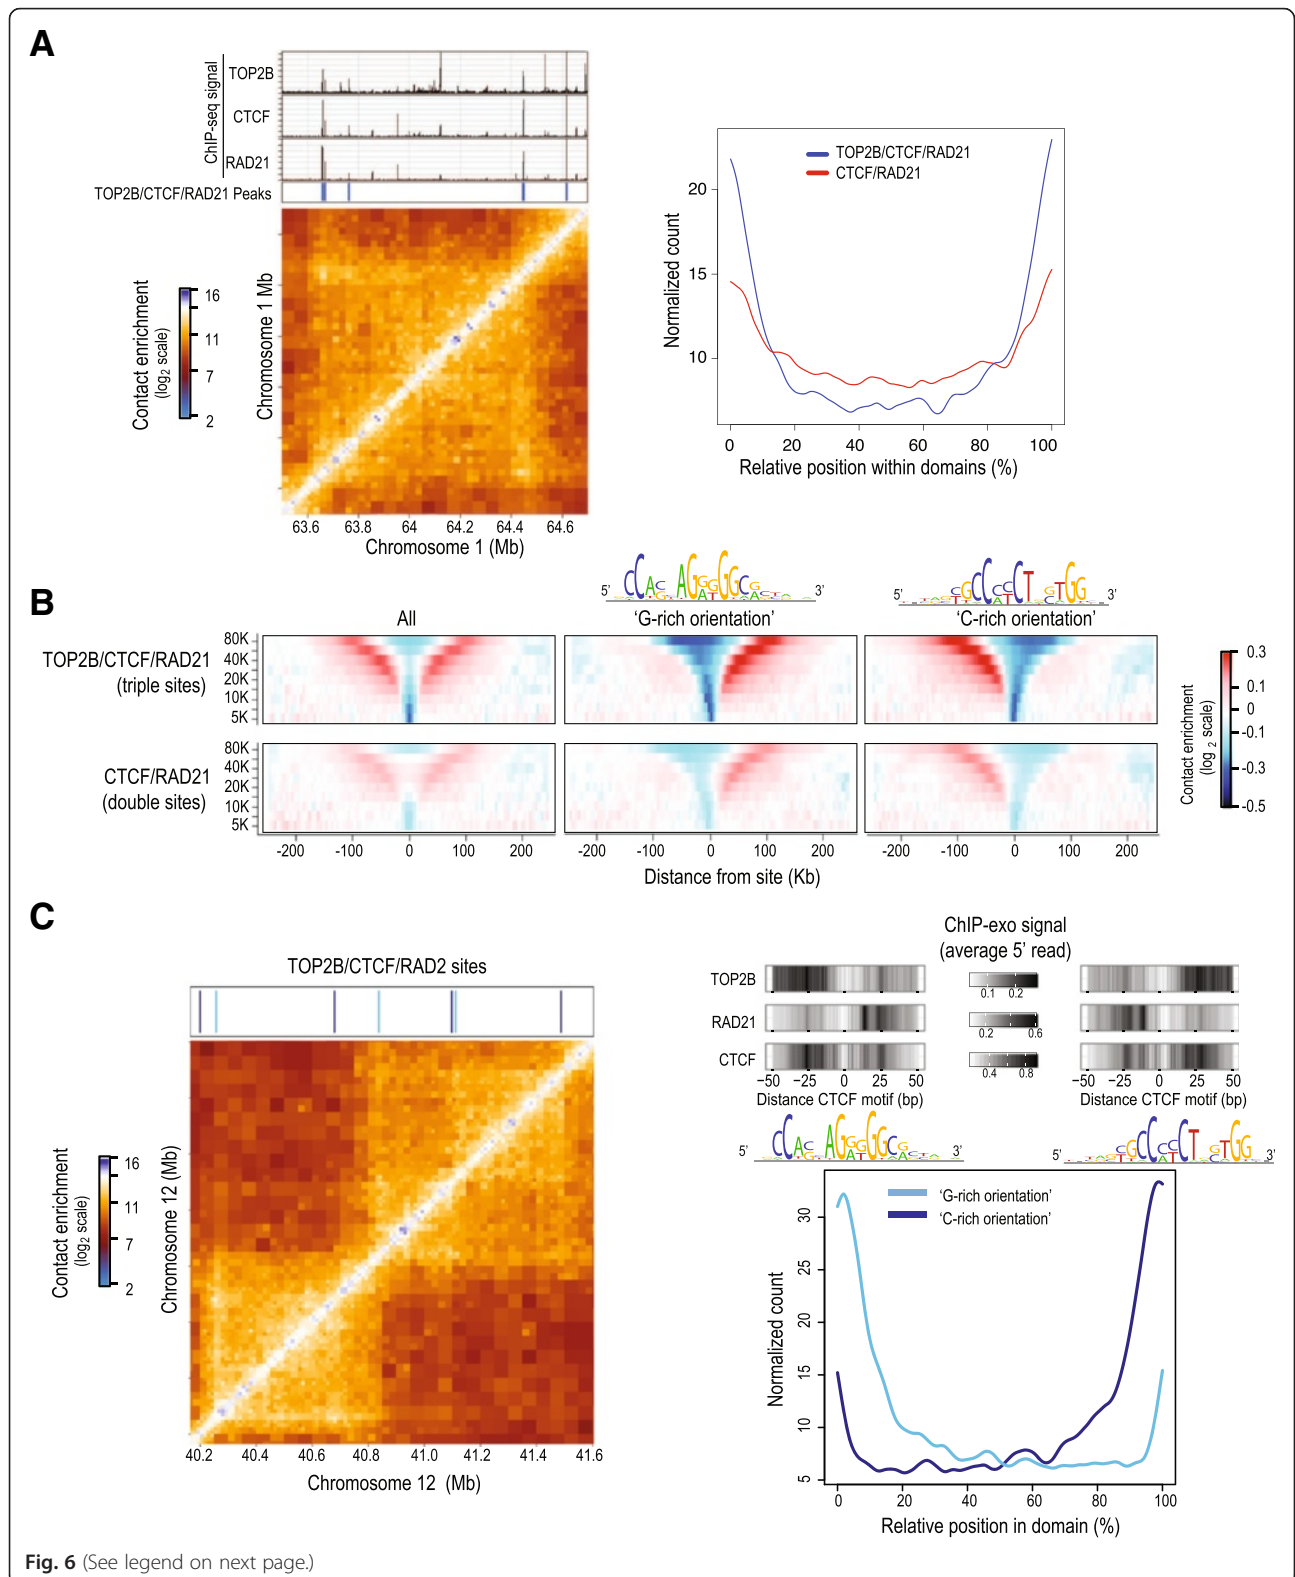 A
ChIP-seq signal
TOP2B
CTCF
RAD21
TOP2B/CTCF/RAD21 Peaks
Contact enrichment
(log2 scale)
16
11
7
2
Chromosome 1 Mb
63.6 63.8 64 64.2 64.4 64.6
Chromosome 1 (Mb)
TOP2B/CTCF/RAD21
CTCF/RAD21
Normalized count
20
15
10
0 20 40 60 80 100
Relative position within domains (%)
B
5' 3'
5' 3'
All
'G-rich orientation'
'C-rich orientation'
TOP2B/CTCF/RAD21
(triple sites)
80K
40K
20K
10K
5K
CTCF/RAD21
(double sites)
80K
40K
20K
10K
5K
-200 -100 0 100 200
-200 -100 0 100 200
-200 -100 0 100 200
Distance from site (Kb)
Contact enrichment
(log 2 scale)
0.3
0.1
0
-0.1
-0.3
-0.5
C
TOP2B/CTCF/RAD2 sites
Contact enrichment
(log2 scale)
16
11
7
2
Chromosome 12 (Mb)
40.2 40.4 40.6 40.8 41.0 41.2 41.4 41.6
Chromosome 12 (Mb)
ChIP-exo signal
(average 5' read)
TOP2B
0.1 0.2
RAD21
0.2 0.6
CTCF
0.4 0.8
−50 −25 0 25 50
−50 −25 0 25 50
Distance CTCF motif (bp)
Distance CTCF motif (bp)
5' 3'
5' 3'
'G-rich orientation'
'C-rich orientation'
Normalized count
30
25
20
15
10
5
0 20 40 60 80 100
Relative position in domain (%)
Fig. 6 (See legend on next page.)